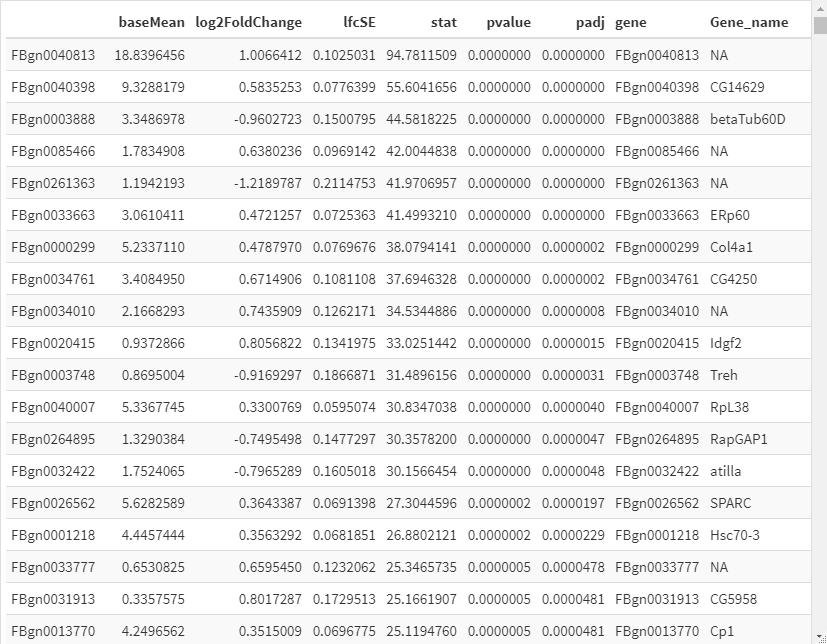 baseMean log2FoldChange lfcSE stat pvalue padj gene Gene_name
FBgn0040813 18.8396456 1.0066412 0.1025031 94.7811509 0.0000000 0.0000000 FBgn0040813 NA
FBgn0040398 9.3288179 0.5835253 0.0776399 55.6041656 0.0000000 0.0000000 FBgn0040398 CG14629
FBgn0003888 3.3486978 -0.9602723 0.1500795 44.5818225 0.0000000 0.0000000 FBgn0003888 betaTub60D
FBgn0085466 1.7834908 0.6380236 0.0969142 42.0044838 0.0000000 0.0000000 FBgn0085466 NA
FBgn0261363 1.1942193 -1.2189787 0.2114753 41.9706957 0.0000000 0.0000000 FBgn0261363 NA
FBgn0033663 3.0610411 0.4721257 0.0725363 41.4993210 0.0000000 0.0000000 FBgn0033663 ERp60
FBgn0000299 5.2337110 0.4787970 0.0769676 38.0794141 0.0000000 0.0000002 FBgn0000299 Col4a1
FBgn0034761 3.4084950 0.6714906 0.1081108 37.6946328 0.0000000 0.0000002 FBgn0034761 CG4250
FBgn0034010 2.1668293 0.7435909 0.1262171 34.5344886 0.0000000 0.0000008 FBgn0034010 NA
FBgn0020415 0.9372866 0.8056822 0.1341975 33.0251442 0.0000000 0.0000015 FBgn0020415 Idgf2
FBgn0003748 0.8695004 -0.9169297 0.1866871 31.4896156 0.0000000 0.0000031 FBgn0003748 Treh
FBgn0040007 5.3367745 0.3300769 0.0595074 30.8347038 0.0000000 0.0000040 FBgn0040007 RpL38
FBgn0264895 1.3290384 -0.7495498 0.1477297 30.3578200 0.0000000 0.0000047 FBgn0264895 RapGAP1
FBgn0032422 1.7524065 -0.7965289 0.1605018 30.1566454 0.0000000 0.0000048 FBgn0032422 atilla
FBgn0026562 5.6282589 0.3643387 0.0691398 27.3044596 0.0000002 0.0000197 FBgn0026562 SPARC
FBgn0001218 4.4457444 0.3563292 0.0681851 26.8802121 0.0000002 0.0000229 FBgn0001218 Hsc70-3
FBgn0033777 0.6530825 0.6595450 0.1232062 25.3465735 0.0000005 0.0000478 FBgn0033777 NA
FBgn0031913 0.3357575 0.8017287 0.1729513 25.1661907 0.0000005 0.0000481 FBgn0031913 CG5958
FBgn0013770 4.2496562 0.3515009 0.0696775 25.1194760 0.0000005 0.0000481 FBgn0013770 Cp1